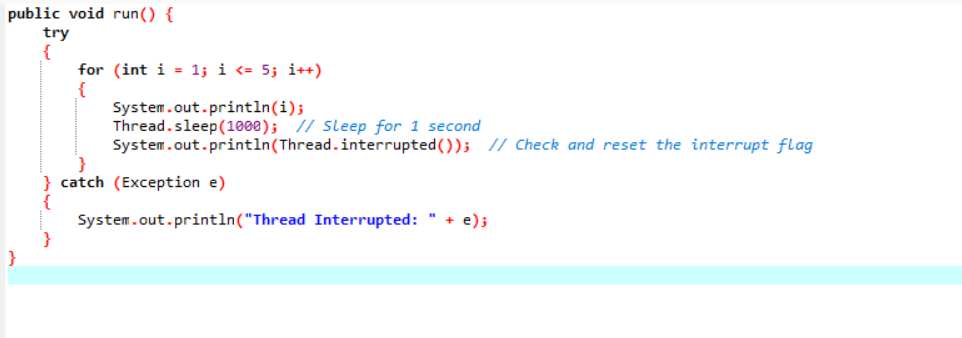 public void run() {
try
{
for (int i = 1; i <= 5; i++)
{
System.out.println(i);
Thread.sleep(1000);  // Sleep for 1 second
System.out.println(Thread.interrupted());  // Check and reset the interrupt flag
}
} catch (Exception e)
{
System.out.println("Thread Interrupted: " + e);
}
}